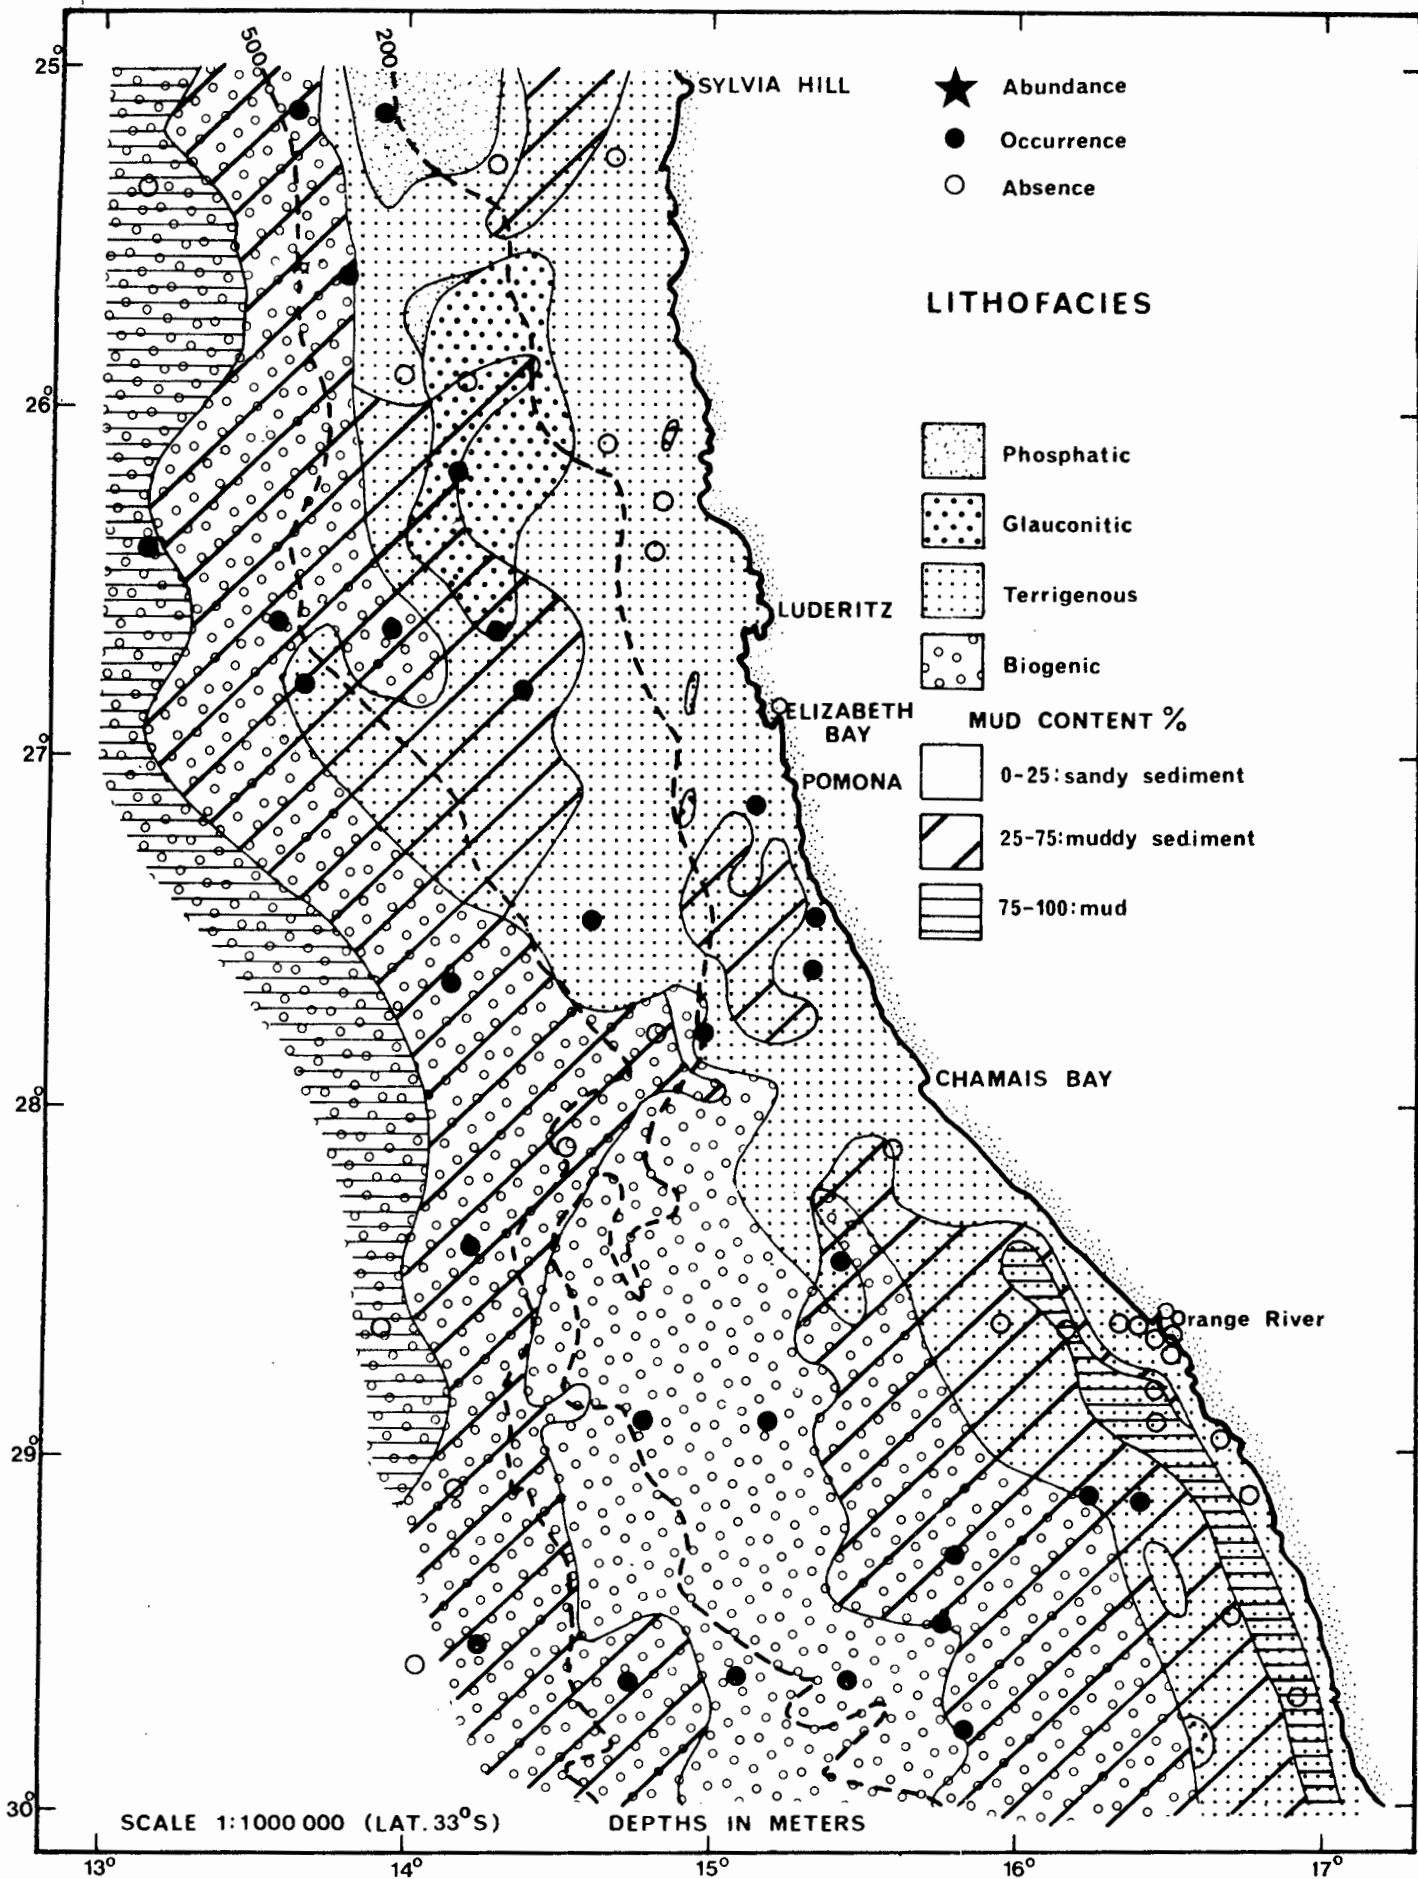 500
200
25°
SYLVIA HILL
Abundance
Occurrence
Absence
LITHOFACIES
26°
Phosphatic
Glauconitic
Terrigenous
LUDERITZ
Biogenic
ELIZABETH
BAY
MUD CONTENT %
27°
POMONA
0-25: sandy sediment
25-75: muddy sediment
75-100: mud
28°
CHAMAIS BAY
Orange River
29°
30°
SCALE 1:1000 000 (LAT. 33°S)
DEPTHS IN METERS
13°
14°
15°
16°
17°